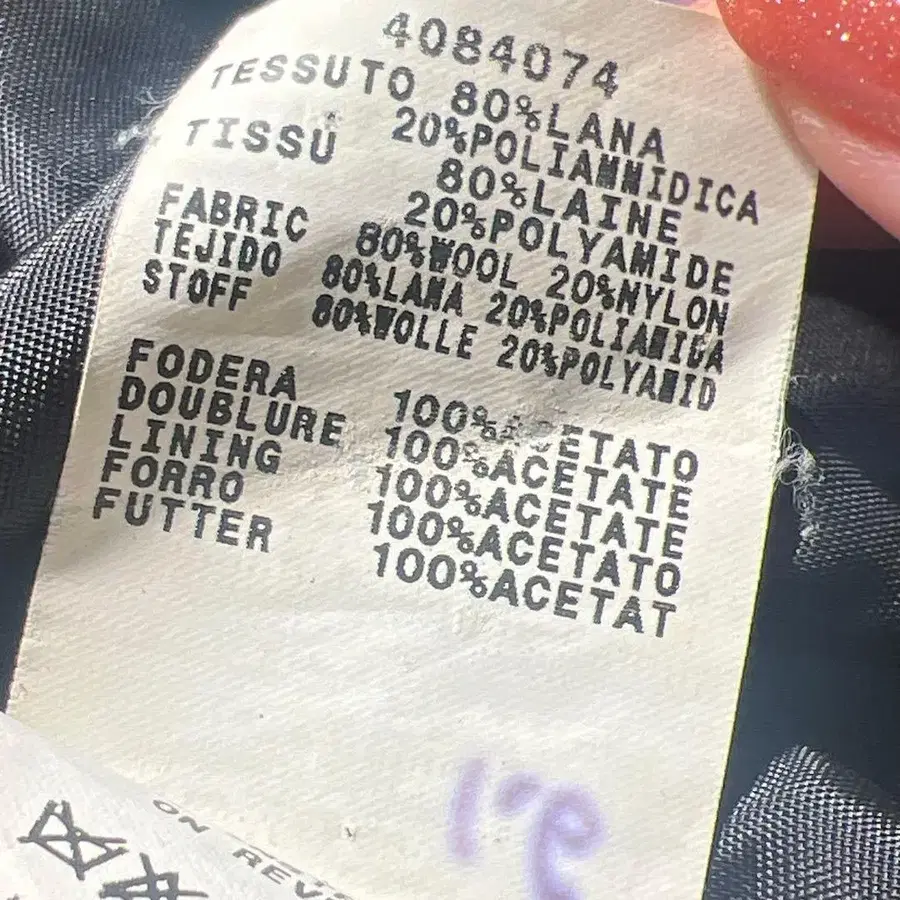 4084074
TESSUTO 80%LANA
20%POLIAMMIDICA
TISSU 80%LAINE
20%POLYAMIDE
FABRIC 80%WOOL 20%NYLON
TEJIDO 80%LANA 20%POLIAMIDA
STOFF 80%WOLLE 20%POLYAMID
FODERA 100%ACETATO
DOUBLURE 100%ACETATE
LINING 100%ACETATE
FORRO 100%ACETATO
FUTTER 100%ACETAT
ON